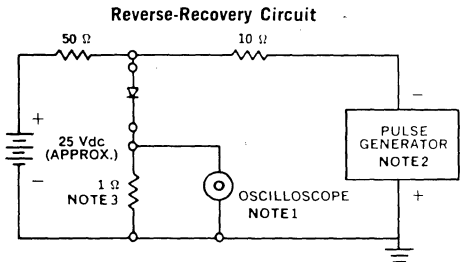 Reverse-Recovery Circuit
50 Ω
10 Ω
+
25 Vdc
(APPROX.)
−
1 Ω
NOTE 3
OSCILLOSCOPE
NOTE 1
−
PULSE
GENERATOR
NOTE 2
+